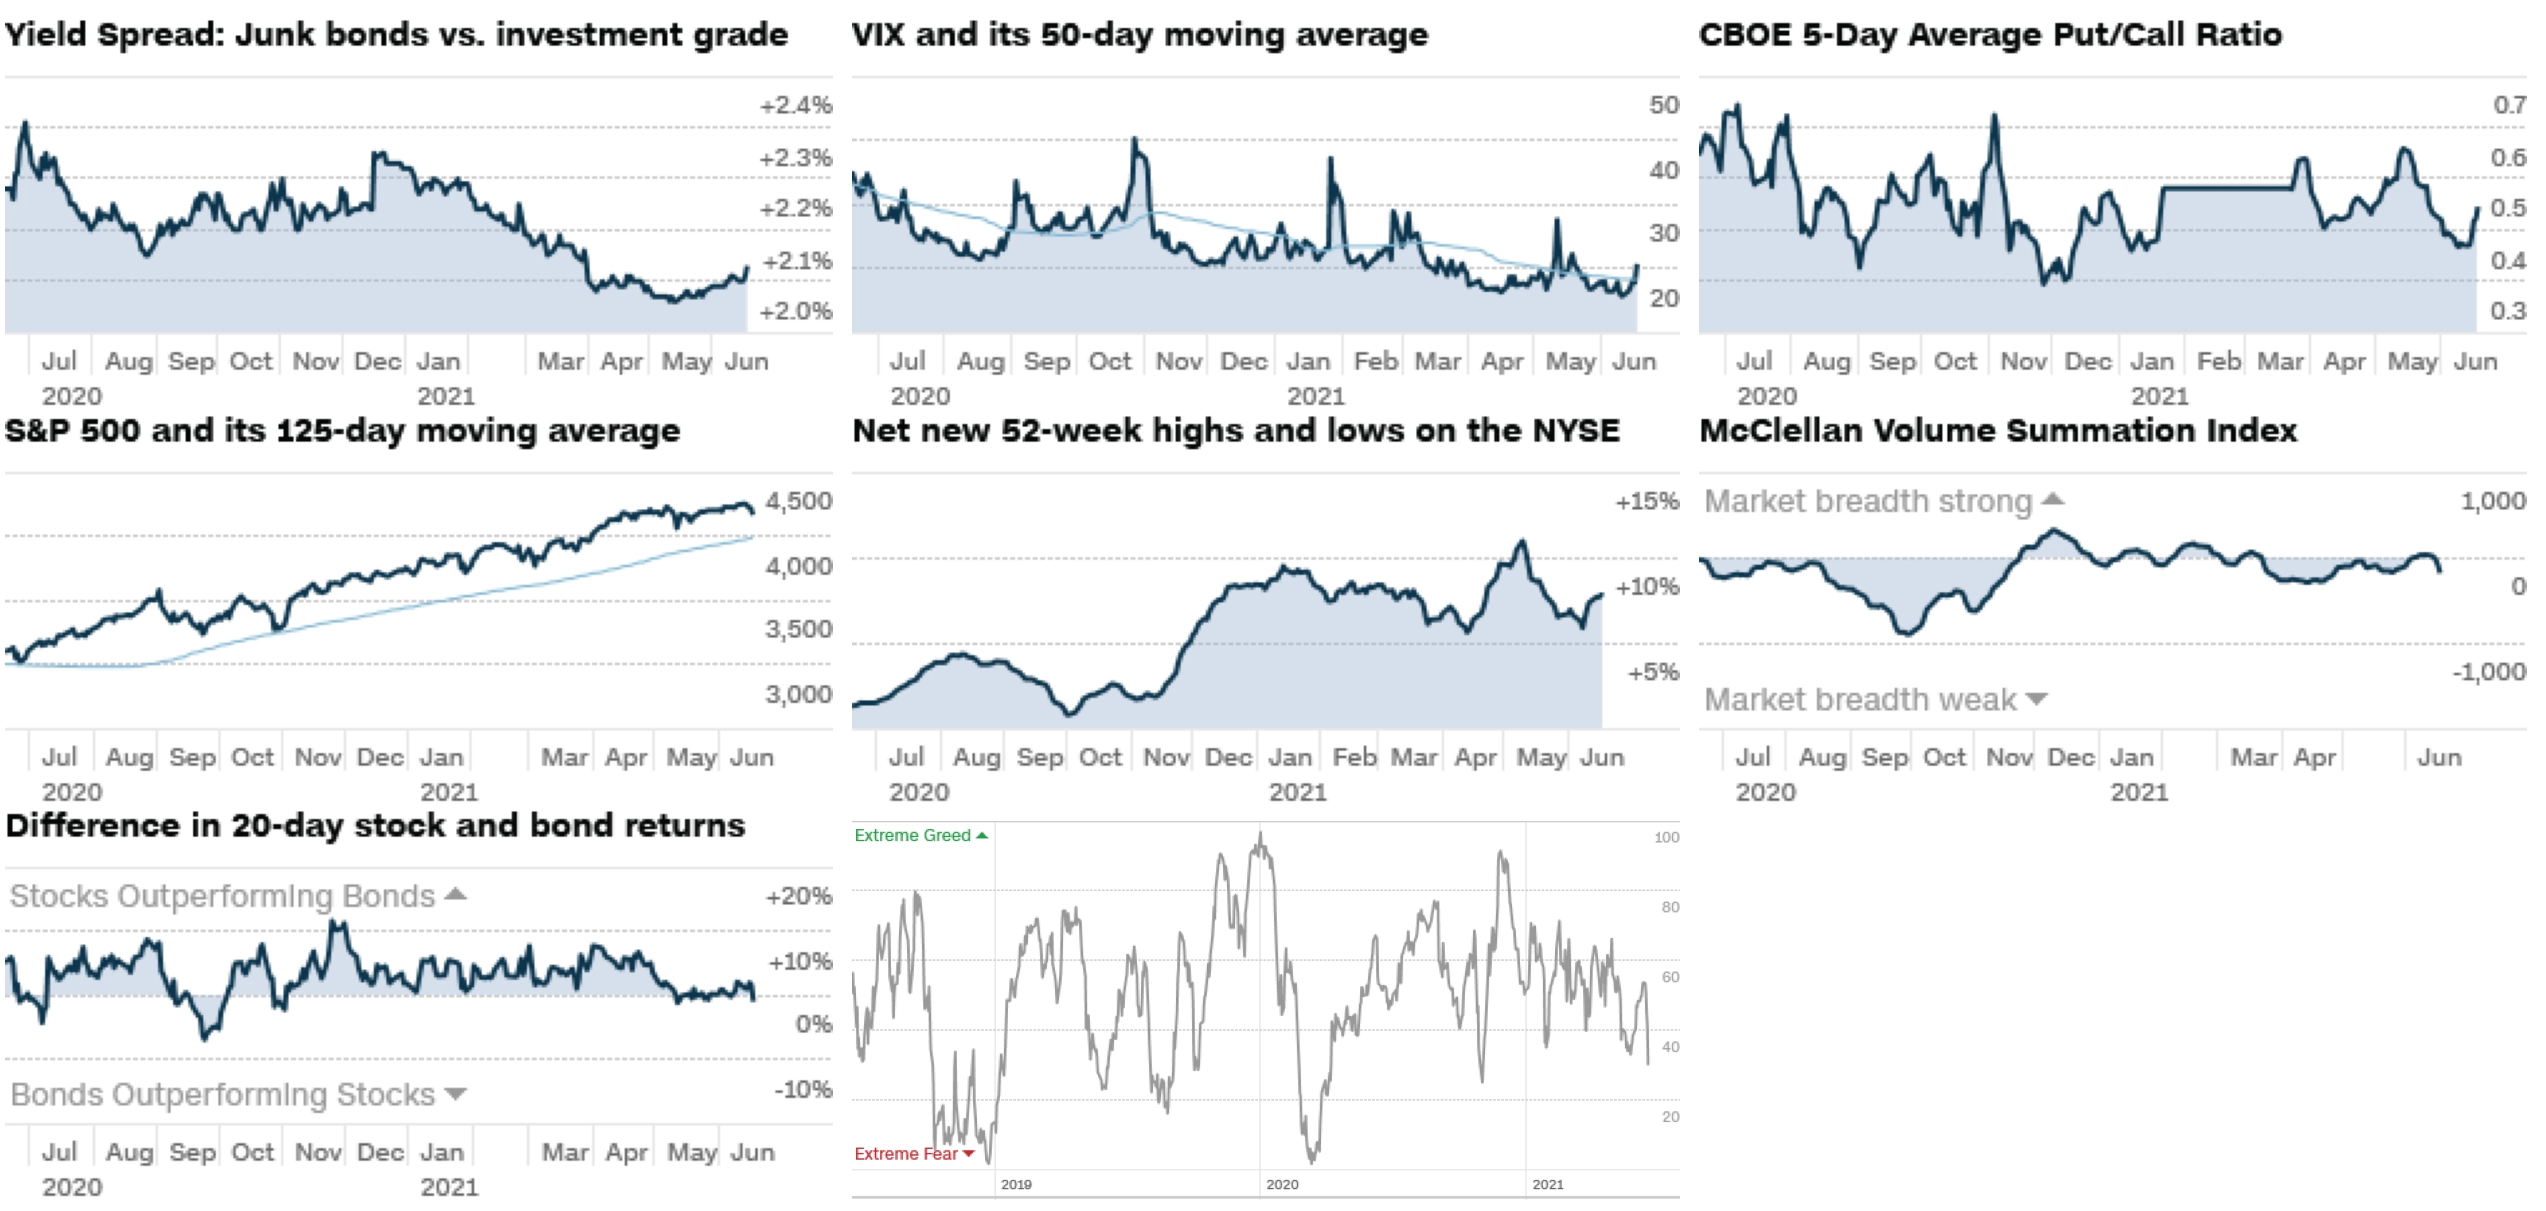 Yield Spread: Junk bonds vs. investment grade
+2.4%
+2.3%
+2.2%
+2.1%
+2.0%
Jul Aug Sep Oct Nov Dec Jan Mar Apr May Jun
2020 2021
VIX and its 50-day moving average
50
40
30
20
Jul Aug Sep Oct Nov Dec Jan Feb Mar Apr May Jun
2020 2021
CBOE 5-Day Average Put/Call Ratio
0.7
0.6
0.5
0.4
0.3
Jul Aug Sep Oct Nov Dec Jan Feb Mar Apr May Jun
2020 2021
S&P 500 and its 125-day moving average
4,500
4,000
3,500
3,000
Jul Aug Sep Oct Nov Dec Jan Mar Apr May Jun
2020 2021
Net new 52-week highs and lows on the NYSE
+15%
+10%
+5%
Jul Aug Sep Oct Nov Dec Jan Feb Mar Apr May Jun
2020 2021
McClellan Volume Summation Index
Market breadth strong ▲ 1,000
0
-1,000
Market breadth weak ▼
Jul Aug Sep Oct Nov Dec Jan Mar Apr Jun
2020 2021
Difference in 20-day stock and bond returns
Stocks Outperforming Bonds ▲ +20%
+10%
0%
-10%
Bonds Outperforming Stocks ▼
Jul Aug Sep Oct Nov Dec Jan Mar Apr May Jun
2020 2021
Extreme Greed ▲ 100
80
60
40
20
Extreme Fear ▼
2019 2020 2021